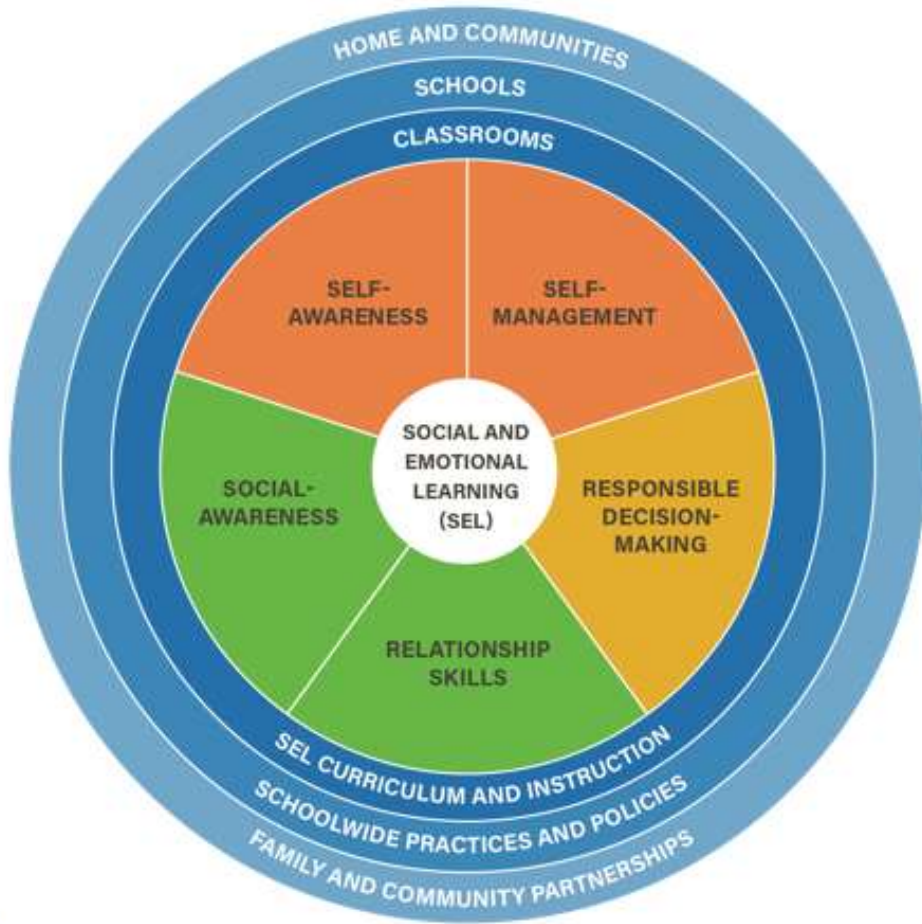 HOME AND COMMUNITIES
SCHOOLS
CLASSROOMS
SELF-
AWARENESS
SELF-
MANAGEMENT
SOCIAL AND
EMOTIONAL
LEARNING
(SEL)
SOCIAL-
AWARENESS
RESPONSIBLE
DECISION-
MAKING
RELATIONSHIP
SKILLS
SEL CURRICULUM AND INSTRUCTION
SCHOOLWIDE PRACTICES AND POLICIES
FAMILY AND COMMUNITY PARTNERSHIPS